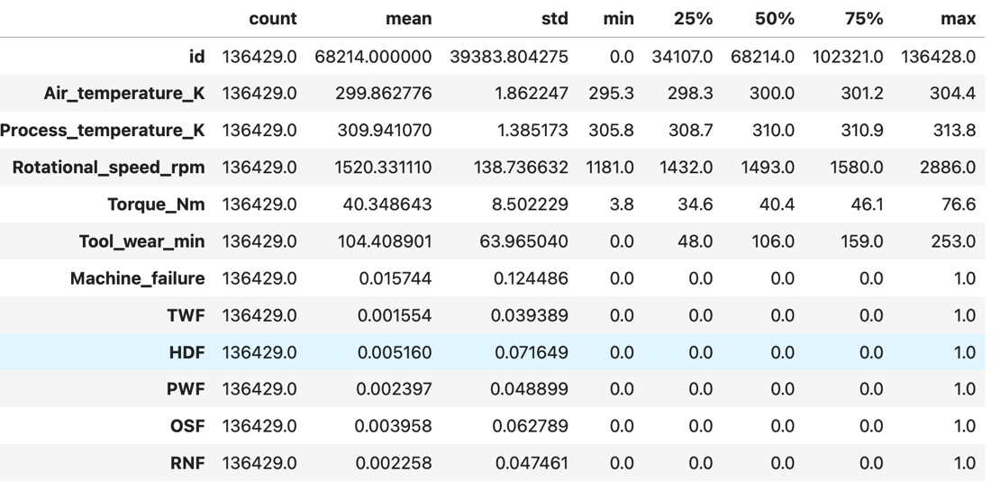 count mean std min 25% 50% 75% max
id 136429.0 68214.000000 39383.804275 0.0 34107.0 68214.0 102321.0 136428.0
Air_temperature_K 136429.0 299.862776 1.862247 295.3 298.3 300.0 301.2 304.4
Process_temperature_K 136429.0 309.941070 1.385173 305.8 308.7 310.0 310.9 313.8
Rotational_speed_rpm 136429.0 1520.331110 138.736632 1181.0 1432.0 1493.0 1580.0 2886.0
Torque_Nm 136429.0 40.348643 8.502229 3.8 34.6 40.4 46.1 76.6
Tool_wear_min 136429.0 104.408901 63.965040 0.0 48.0 106.0 159.0 253.0
Machine_failure 136429.0 0.015744 0.124486 0.0 0.0 0.0 0.0 1.0
TWF 136429.0 0.001554 0.039389 0.0 0.0 0.0 0.0 1.0
HDF 136429.0 0.005160 0.071649 0.0 0.0 0.0 0.0 1.0
PWF 136429.0 0.002397 0.048899 0.0 0.0 0.0 0.0 1.0
OSF 136429.0 0.003958 0.062789 0.0 0.0 0.0 0.0 1.0
RNF 136429.0 0.002258 0.047461 0.0 0.0 0.0 0.0 1.0